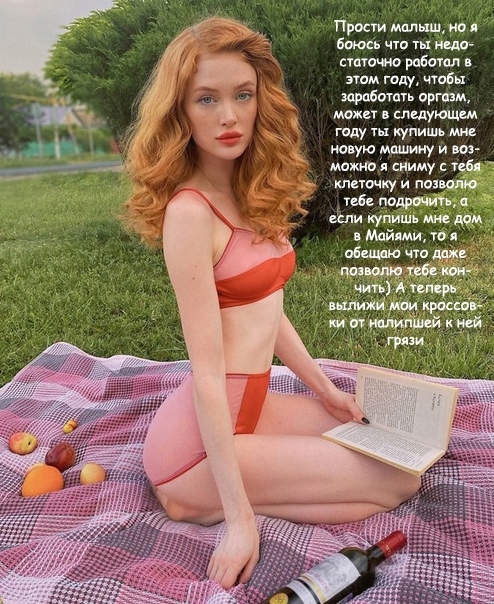 Прости малыш, но я
боюсь что ты недо-
статочно работал в
этом году, чтобы
заработать оргазм,
может в следующем
году ты купишь мне
новую машину и воз-
можно я сниму с тебя
клеточку и позволю
тебе подрочить, а
если купишь мне дом
в Майями, то я
обещаю что даже
позволю тебе кон-
чить) А теперь
вылижи мои кроссов-
ки от налипшей к ней
грязи